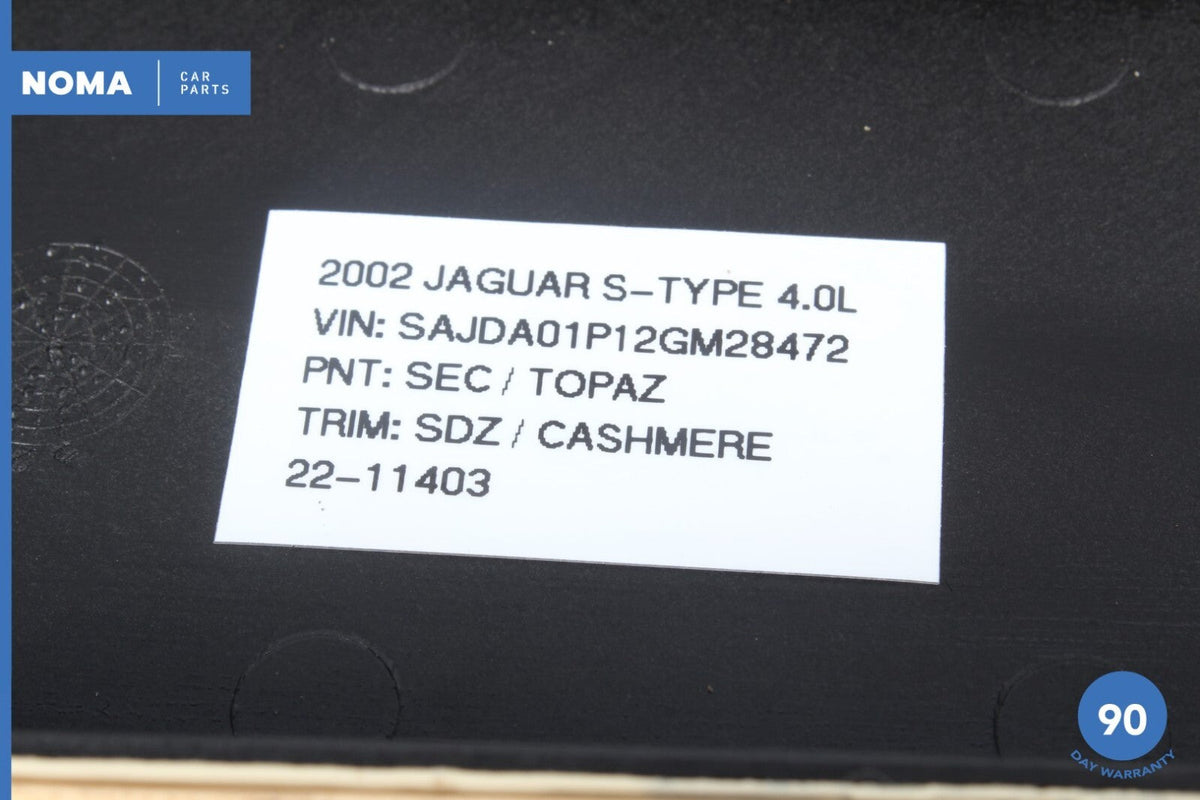 NOMA
CAR
PARTS
2002 JAGUAR S-TYPE 4.0L
VIN: SAJDA01P12GM28472
PNT: SEC / TOPAZ
TRIM: SDZ / CASHMERE
22-11403
90
DAY WARRANTY